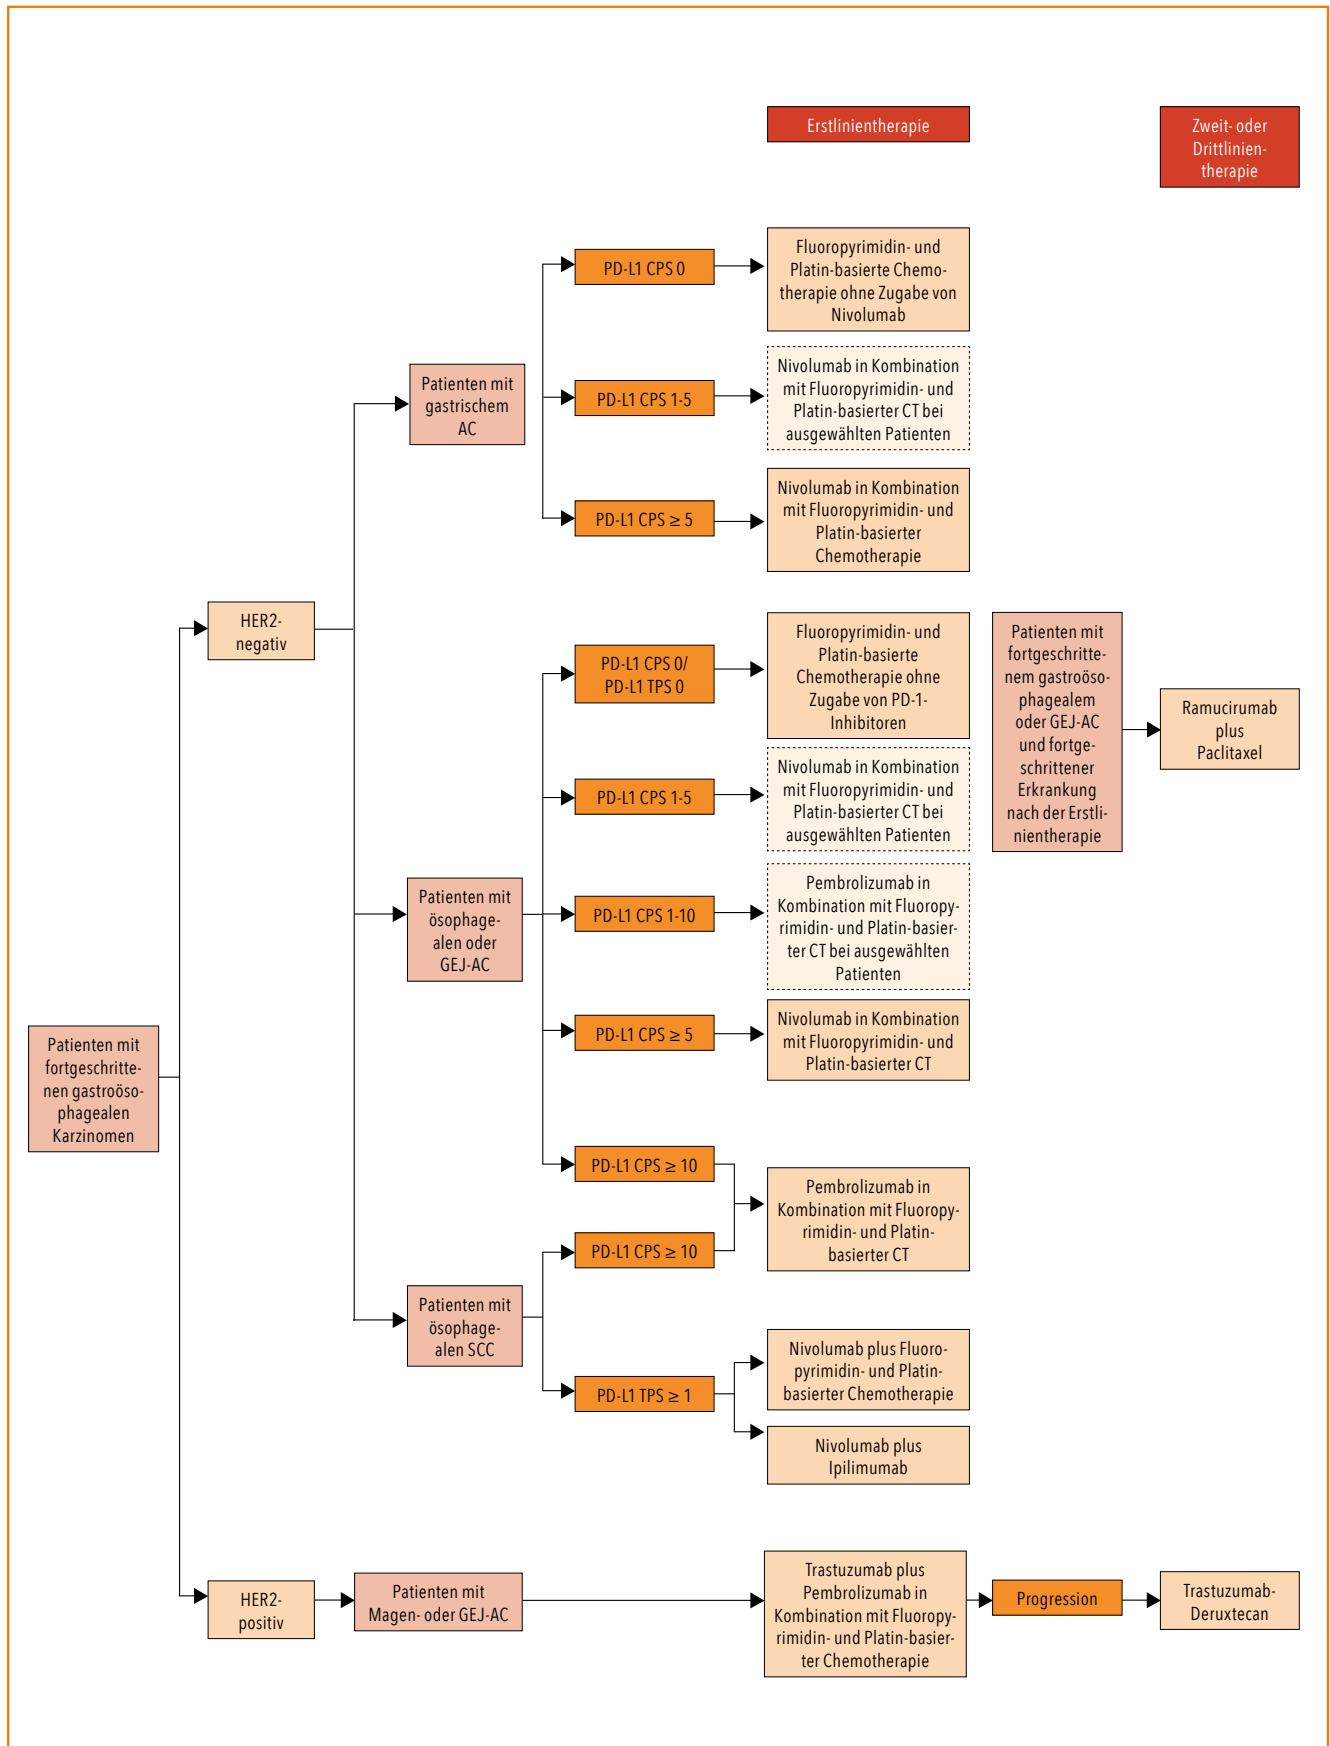 Erstlinientherapie
Zweit- oder
Drittlinien-
therapie
Fluoropyrimidin- und
Platin-basierte Chemo-
therapie ohne Zugabe von
Nivolumab
PD-L1 CPS 0
Patienten mit
gastrischem
AC
PD-L1 CPS 1-5
Nivolumab in Kombination
mit Fluoropyrimidin- und
Platin-basierter CT bei
ausgewählten Patienten
PD-L1 CPS ≥ 5
Nivolumab in Kombination
mit Fluoropyrimidin- und
Platin-basierter
Chemotherapie
HER2-
negativ
PD-L1 CPS 0/
PD-L1 TPS 0
Fluoropyrimidin- und
Platin-basierte
Chemotherapie ohne
Zugabe von PD-1-
Inhibitoren
Patienten mit
fortgeschritte-
nem gastroöso-
phagealem
oder GEJ-AC
und fortge-
schrittener
Erkrankung
nach der Erstli-
nientherapie
Ramucirumab
plus
Paclitaxel
PD-L1 CPS 1-5
Nivolumab in Kombination
mit Fluoropyrimidin- und
Platin-basierter CT bei
ausgewählten Patienten
Patienten mit
ösophage-
alen oder
GEJ-AC
PD-L1 CPS 1-10
Pembrolizumab in
Kombination mit Fluoropy-
rimidin- und Platin-basier-
ter CT bei ausgewählten
Patienten
PD-L1 CPS ≥ 5
Nivolumab in Kombination
mit Fluoropyrimidin- und
Platin-basierter CT
Patienten mit
fortgeschritte-
nen gastroöso-
phagealen
Karzinomen
PD-L1 CPS ≥ 10
PD-L1 CPS ≥ 10
Pembrolizumab in
Kombination mit Fluoropy-
rimidin- und Platin-
basierter CT
Patienten mit
ösophage-
alen SCC
PD-L1 TPS ≥ 1
Nivolumab plus Fluoro-
pyrimidin- und Platin-
basierter Chemotherapie
Nivolumab plus
Ipilimumab
HER2-
positiv
Patienten mit
Magen- oder GEJ-AC
Trastuzumab plus
Pembrolizumab in
Kombination mit Fluoropy-
rimidin- und Platin-basier-
ter Chemotherapie
Progression
Trastuzumab-
Deruxtecan